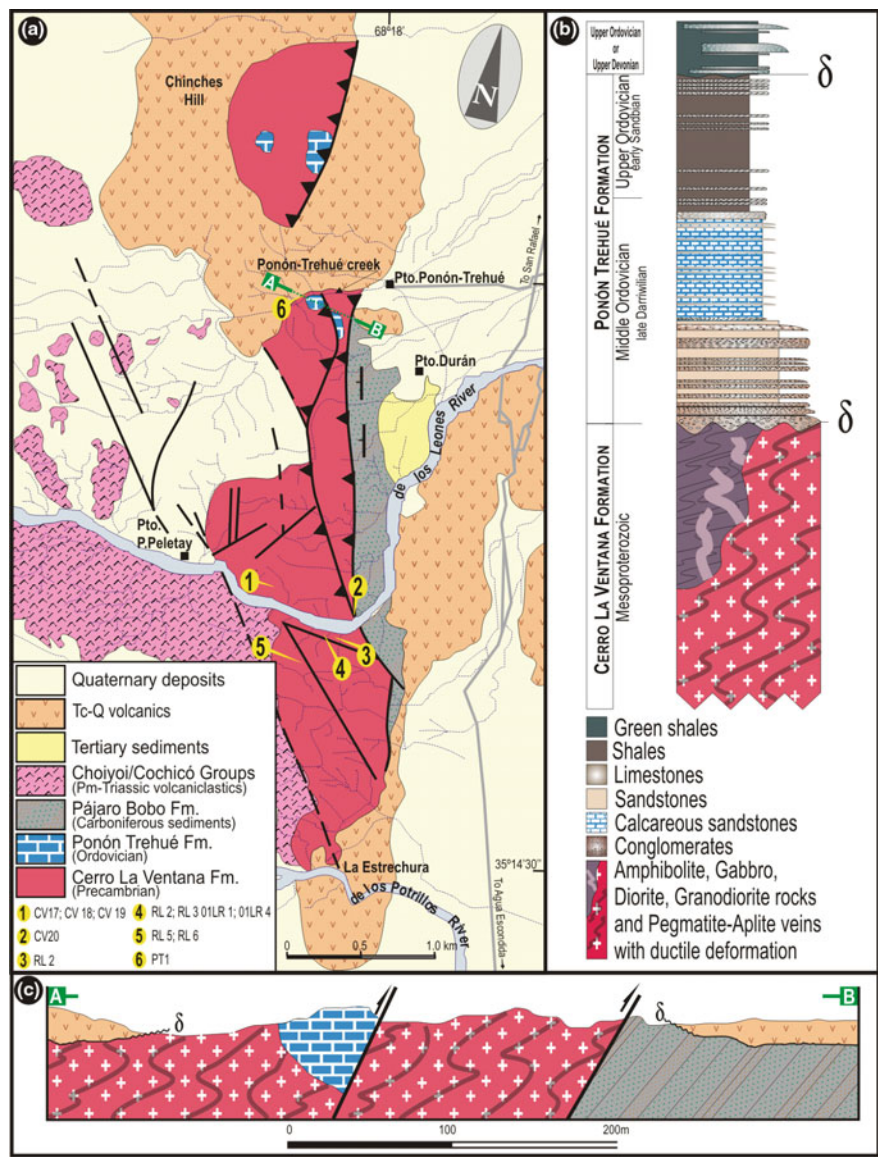 (a)
68°18'
Chinches
Hill
N
Ponón-Trehué creek
A
Pto.Ponón-Trehué
To San Rafael
6
B
Pto.Durán
de los Leones River
Pto.
P.Peletay
1
2
5
4
3
La Estrechura
35°14'30"
de los Potrillos River
To Agua Escondida
0 0.5 1.0 km
Quaternary deposits
Tc-Q volcanics
Tertiary sediments
Choiyoi/Cochicó Groups
(Pm-Triassic volcaniclastics)
Pájaro Bobo Fm.
(Carboniferous sediments)
Ponón Trehué Fm.
(Ordovician)
Cerro La Ventana Fm.
(Precambrian)
1 CV17; CV 18; CV 19
2 CV20
3 RL 2
4 RL 2; RL 3 01LR 1; 01LR 4
5 RL 5; RL 6
6 PT1
(b)
Upper Ordovician
or
Upper Devonian
δ
PONÓN TREHUÉ FORMATION
Upper Ordovician
early Sandbian
Middle Ordovician
late Darriwilian
δ
CERRO LA VENTANA FORMATION
Mesoproterozoic
Green shales
Shales
Limestones
Sandstones
Calcareous sandstones
Conglomerates
Amphibolite, Gabbro,
Diorite, Granodiorite rocks
and Pegmatite-Aplite veins
with ductile deformation
(c)
A
B
δ
δ
0 100 200m